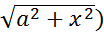 √(a² + x²))